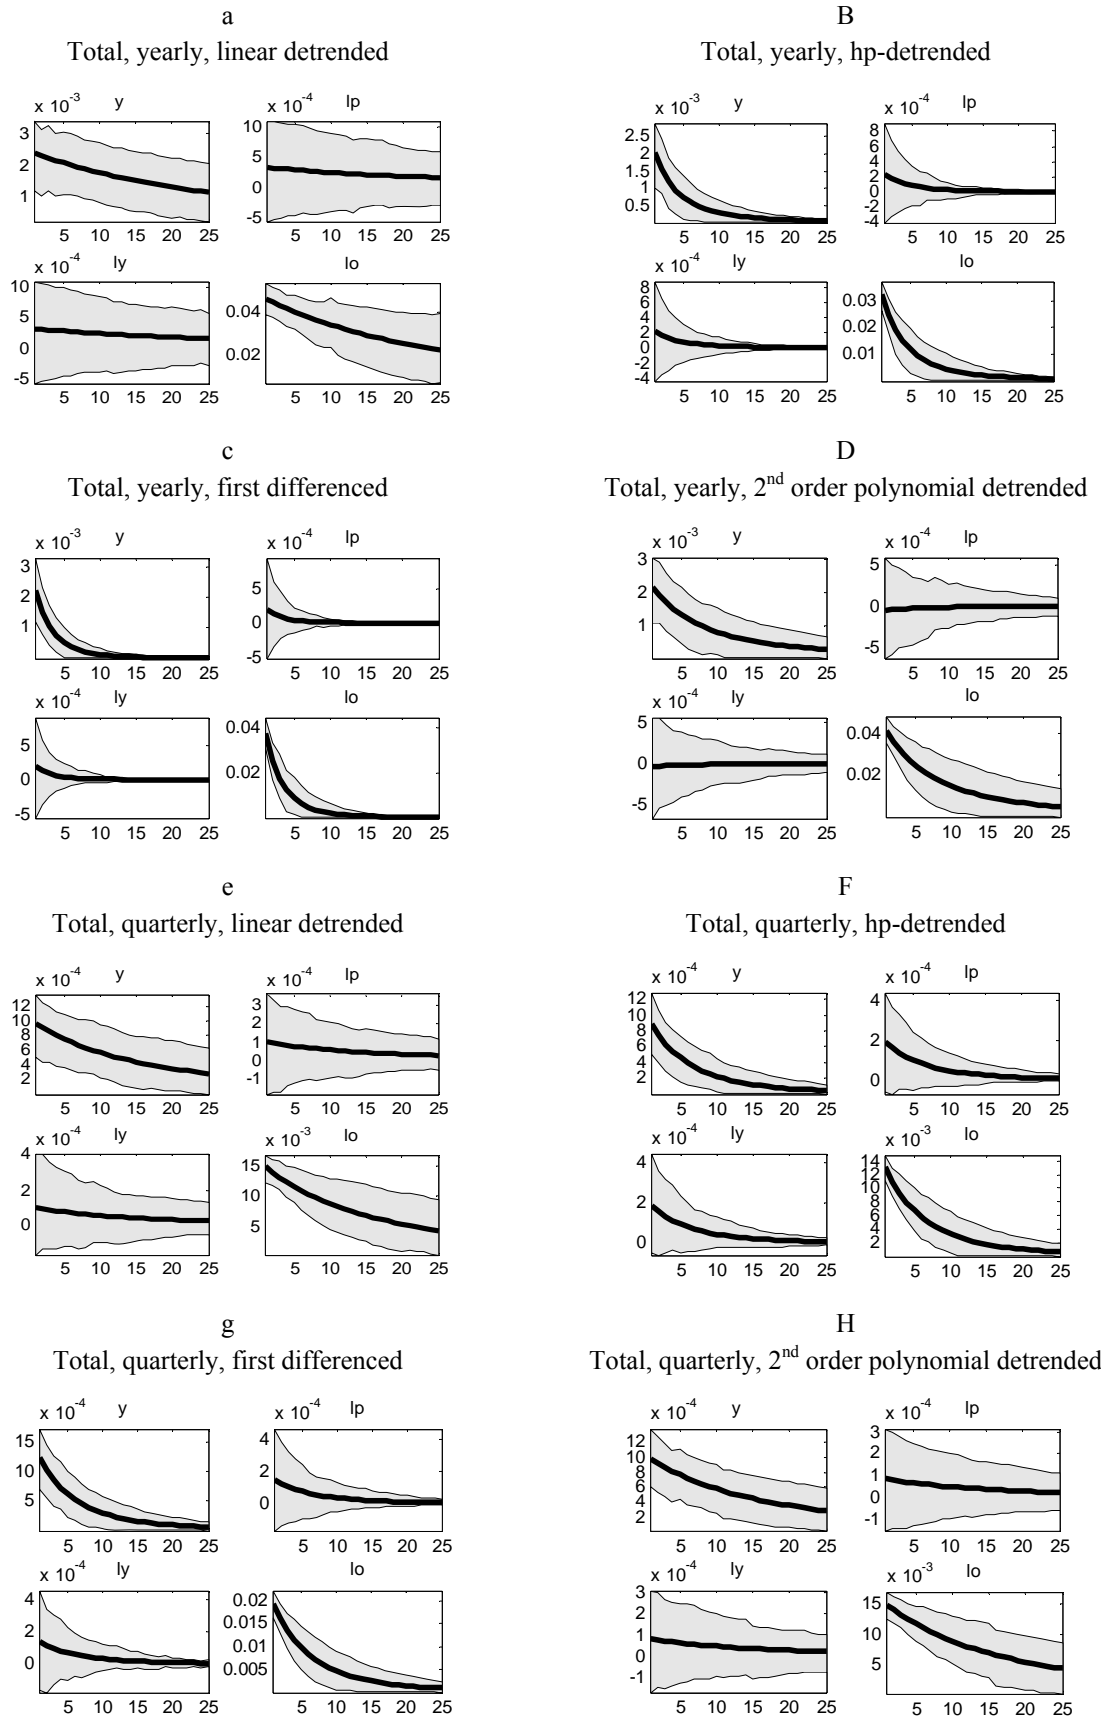 a
Total, yearly, linear detrended
x 10-3
y
3
2
1
5 10 15 20 25
x 10-4
lp
10
5
0
-5
5 10 15 20 25
x 10-4
ly
10
5
0
-5
5 10 15 20 25
lo
0.04
0.02
5 10 15 20 25
B
Total, yearly, hp-detrended
x 10-3
y
2.5
2
1.5
1
0.5
5 10 15 20 25
x 10-4
lp
8
6
4
2
0
-2
-4
5 10 15 20 25
x 10-4
ly
8
6
4
2
0
-2
-4
5 10 15 20 25
lo
0.03
0.02
0.01
5 10 15 20 25
c
Total, yearly, first differenced
x 10-3
y
3
2
1
5 10 15 20 25
x 10-4
lp
5
0
-5
5 10 15 20 25
x 10-4
ly
5
0
-5
5 10 15 20 25
lo
0.04
0.02
5 10 15 20 25
D
Total, yearly, 2nd order polynomial detrended
x 10-3
y
3
2
1
5 10 15 20 25
x 10-4
lp
5
0
-5
5 10 15 20 25
x 10-4
ly
5
0
-5
5 10 15 20 25
lo
0.04
0.02
5 10 15 20 25
e
Total, quarterly, linear detrended
x 10-4
y
12
10
8
6
4
2
5 10 15 20 25
x 10-4
lp
3
2
1
0
-1
5 10 15 20 25
x 10-4
ly
4
2
0
5 10 15 20 25
x 10-3
lo
15
10
5
5 10 15 20 25
F
Total, quarterly, hp-detrended
x 10-4
y
12
10
8
6
4
2
5 10 15 20 25
x 10-4
lp
4
2
0
5 10 15 20 25
x 10-4
ly
4
2
0
5 10 15 20 25
x 10-3
lo
14
12
10
8
6
4
2
5 10 15 20 25
g
Total, quarterly, first differenced
x 10-4
y
15
10
5
5 10 15 20 25
x 10-4
lp
4
2
0
5 10 15 20 25
x 10-4
ly
4
2
0
5 10 15 20 25
lo
0.02
0.015
0.01
0.005
5 10 15 20 25
H
Total, quarterly, 2nd order polynomial detrended
x 10-4
y
12
10
8
6
4
2
5 10 15 20 25
x 10-4
lp
3
2
1
0
-1
5 10 15 20 25
x 10-4
ly
3
2
1
0
-1
5 10 15 20 25
x 10-3
lo
15
10
5
5 10 15 20 25